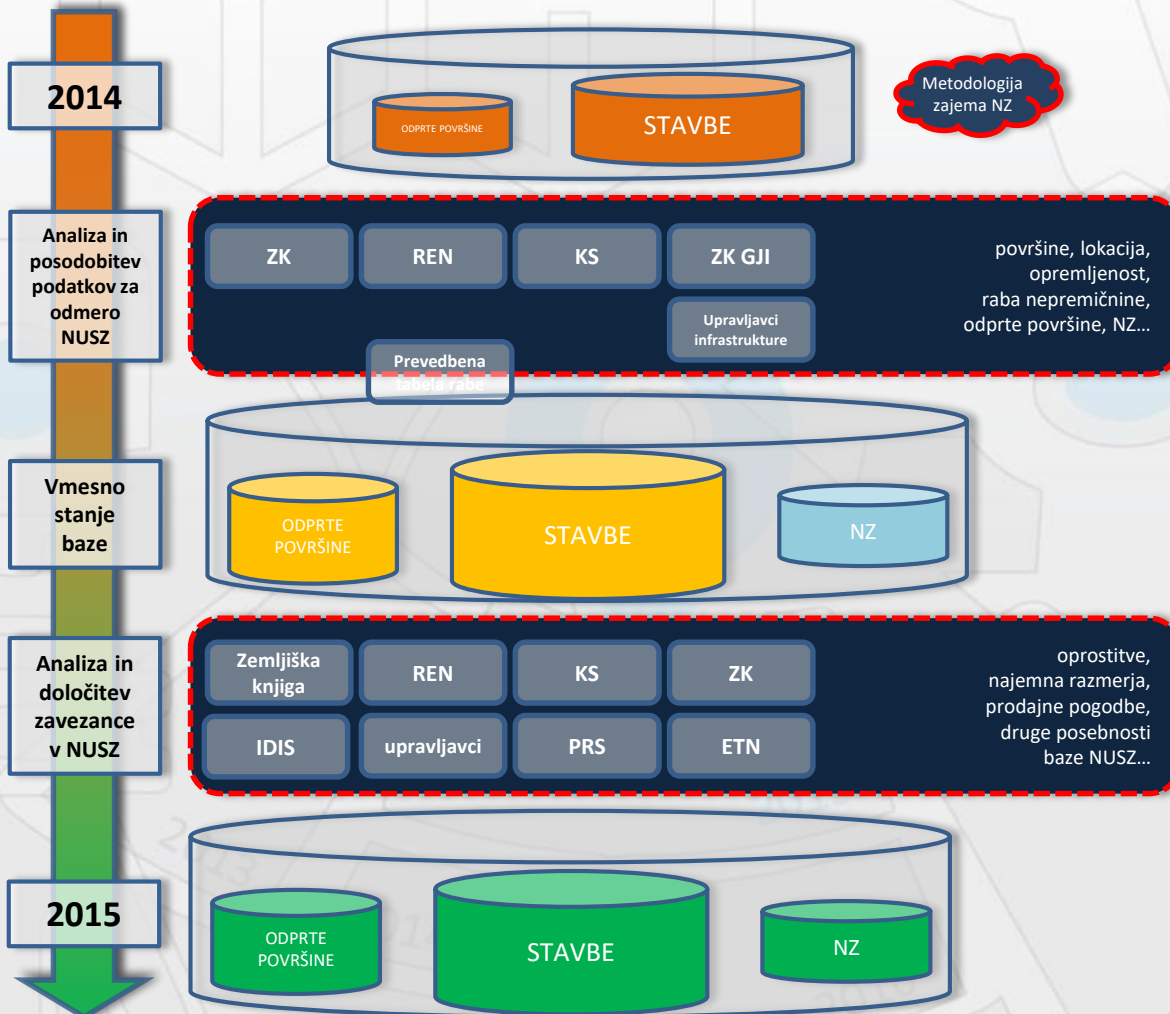 2014
ODPRTE POVRŠINE
STAVBE
Metodologija
zajema NZ
Analiza in
posodobitev
podatkov za
odmero
NUSZ
ZK
REN
KS
ZK GJI
Upravljavci
infrastrukture
Prevedbena
tabela rabe
površine, lokacija,
opremljenost,
raba nepremičnine,
odprte površine, NZ...
Vmesno
stanje
baze
ODPRTE
POVRŠINE
STAVBE
NZ
Analiza in
določitev
zavezance
v NUSZ
Zemljiška
knjiga
REN
KS
ZK
IDIS
upravljavci
PRS
ETN
oprostitve,
najemna razmerja,
prodajne pogodbe,
druge posebnosti
baze NUSZ...
2015
ODPRTE
POVRŠINE
STAVBE
NZ
2013